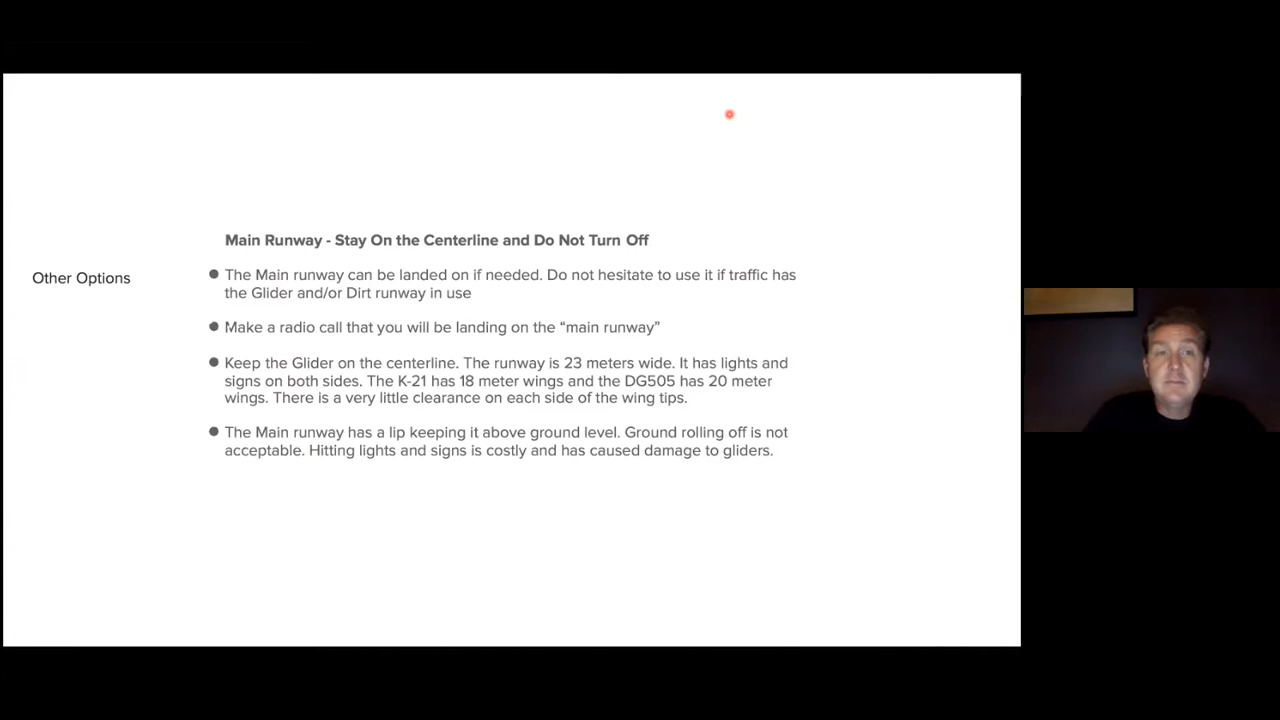 Main Runway - Stay On the Centerline and Do Not Turn Off
Other Options
The Main runway can be landed on if needed. Do not hesitate to use it if traffic has
the Glider and/or Dirt runway in use
Make a radio call that you will be landing on the “main runway”
Keep the Glider on the centerline. The runway is 23 meters wide. It has lights and
signs on both sides. The K-21 has 18 meter wings and the DG505 has 20 meter
wings. There is a very little clearance on each side of the wing tips.
The Main runway has a lip keeping it above ground level. Ground rolling off is not
acceptable. Hitting lights and signs is costly and has caused damage to gliders.